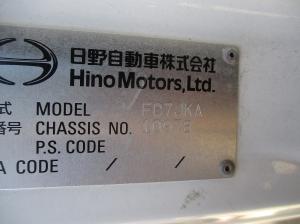 日野自動車株式会社
Hino Motors, Ltd.
式 MODEL FD7JKA
番号 CHASSIS NO.
P.S. CODE
A CODE / /